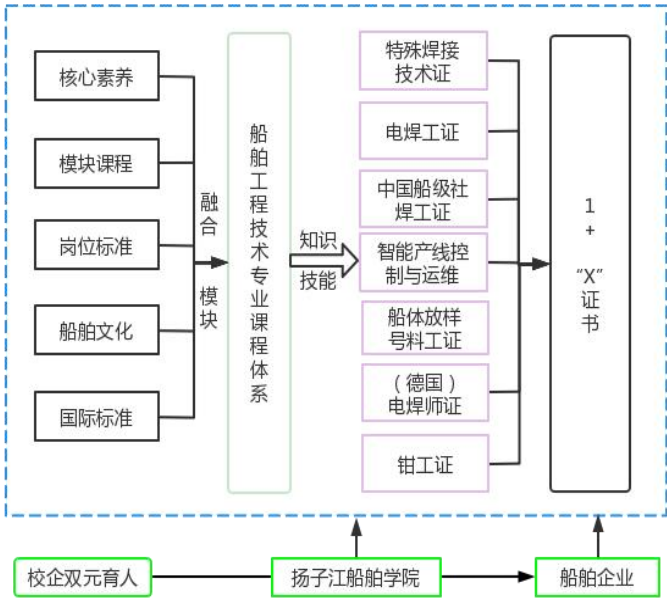 核心素养
模块课程
岗位标准
船舶文化
国际标准
融合
模块
船舶工程技术专业课程体系
知识
技能
特殊焊接
技术证
电焊工证
中国船级社
焊工证
智能产线控
制与运维
船体放样
号料工证
（德国）
电焊师证
钳工证
1
+
“X”
证书
校企双元育人
扬子江船舶学院
船舶企业